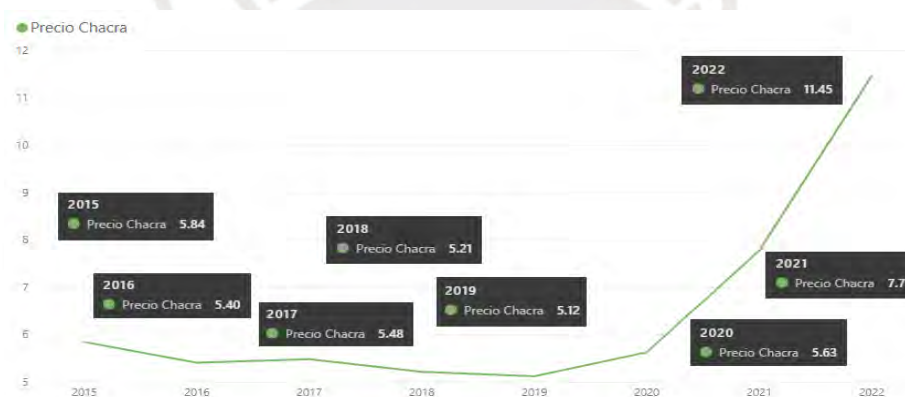 Precio Chacra
12
11
10
9
8
7
6
5
2015
Precio Chacra 5.84
2016
Precio Chacra 5.40
2017
Precio Chacra 5.48
2018
Precio Chacra 5.21
2019
Precio Chacra 5.12
2020
Precio Chacra 5.63
2021
Precio Chacra 7.7
2022
Precio Chacra 11.45
2015 2016 2017 2018 2019 2020 2021 2022